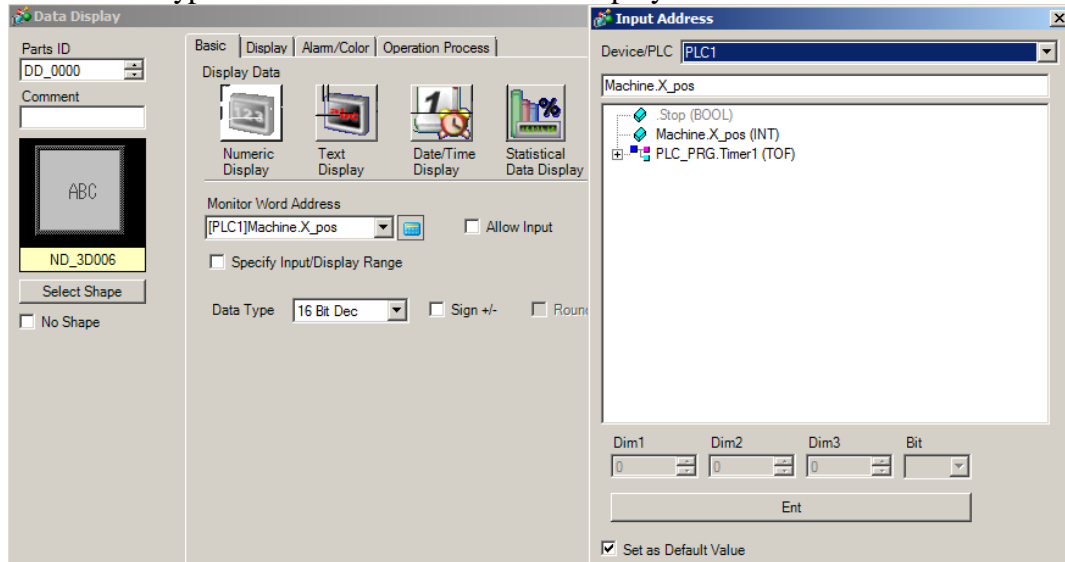 Data Display
Parts ID
DD_0000
Comment
ABC
ND_3D006
Select Shape
No Shape
Basic
Display
Alarm/Color
Operation Process
Display Data
Numeric
Display
Text
Display
Date/Time
Display
Statistical
Data Display
Monitor Word Address
[PLC1]Machine.X_pos
Allow Input
Specify Input/Display Range
Data Type
16 Bit Dec
Sign +/-
Input Address
Device/PLC
PLC1
Machine.X_pos
.Stop (BOOL)
Machine.X_pos (INT)
PLC_PRG.Timer1 (TOF)
Dim1
Dim2
Dim3
Bit
0
0
0
Ent
Set as Default Value